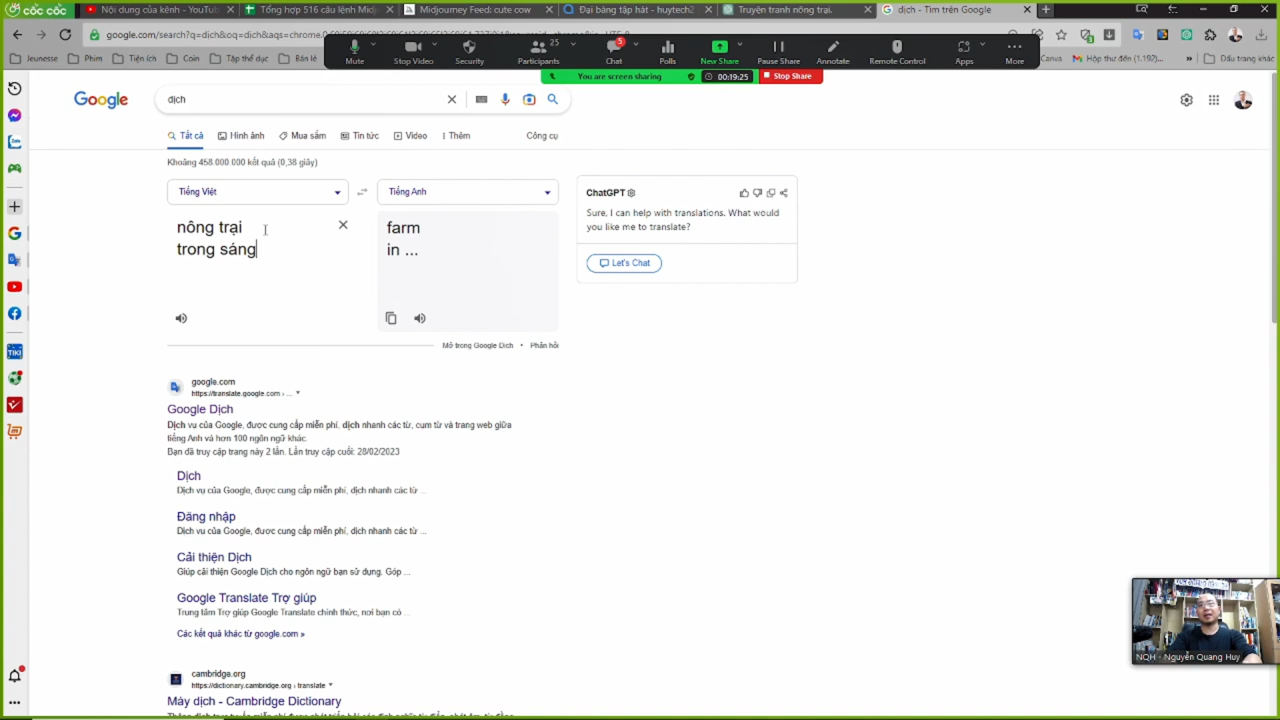 CỐC CỐC
Nội dung của kênh - YouTu
Tổng hợp 516 câu lệnh Midj
Midjourney Feed: cute cow
Đại bàng tập hát - huytech2
Truyện tranh nông trại.
dịch - Tìm trên Google
Jeunesse
Phim
Tiện ích
Coin
Tập thể dục
Bán lẻ
Canva
Hộp thư đến (1.192)...
»
Dấu trang khác
Mute
Stop Video
Security
25
Participants
5
Chat
Polls
New Share
Pause Share
Annotate
Remote Control
Apps
More
You are screen sharing
00:19:25
Stop Share
Google
dịch
Tất cả
Hình ảnh
Mua sắm
Tin tức
Video
Thêm
Công cụ
Khoảng 458.000.000 kết quả (0,38 giây)
Tiếng Việt
Tiếng Anh
nông trại
trong sáng
farm
in ...
Mở trong Google Dịch • Phản hồi
ChatGPT
Sure, I can help with translations. What would
you like me to translate?
Let's Chat
google.com
https://translate.google.com › ...
Google Dịch
Dịch vụ của Google, được cung cấp miễn phí, dịch nhanh các từ, cụm từ và trang web giữa
tiếng Anh và hơn 100 ngôn ngữ khác.
Bạn đã truy cập trang này 2 lần. Lần truy cập cuối: 28/02/2023
Dịch
Dịch vụ của Google, được cung cấp miễn phí, dịch nhanh các từ ...
Đăng nhập
Dịch vụ của Google, được cung cấp miễn phí, dịch nhanh các từ ...
Cải thiện Dịch
Giúp cải thiện Google Dịch cho ngôn ngữ bạn sử dụng. Góp ...
Google Translate Trợ giúp
Trung tâm Trợ giúp Google Translate chính thức, nơi bạn có ...
Các kết quả khác từ google.com »
cambridge.org
https://dictionary.cambridge.org › translate
Máy dịch - Cambridge Dictionary
Zalo
TIKI
NQH - Nguyễn Quang Huy